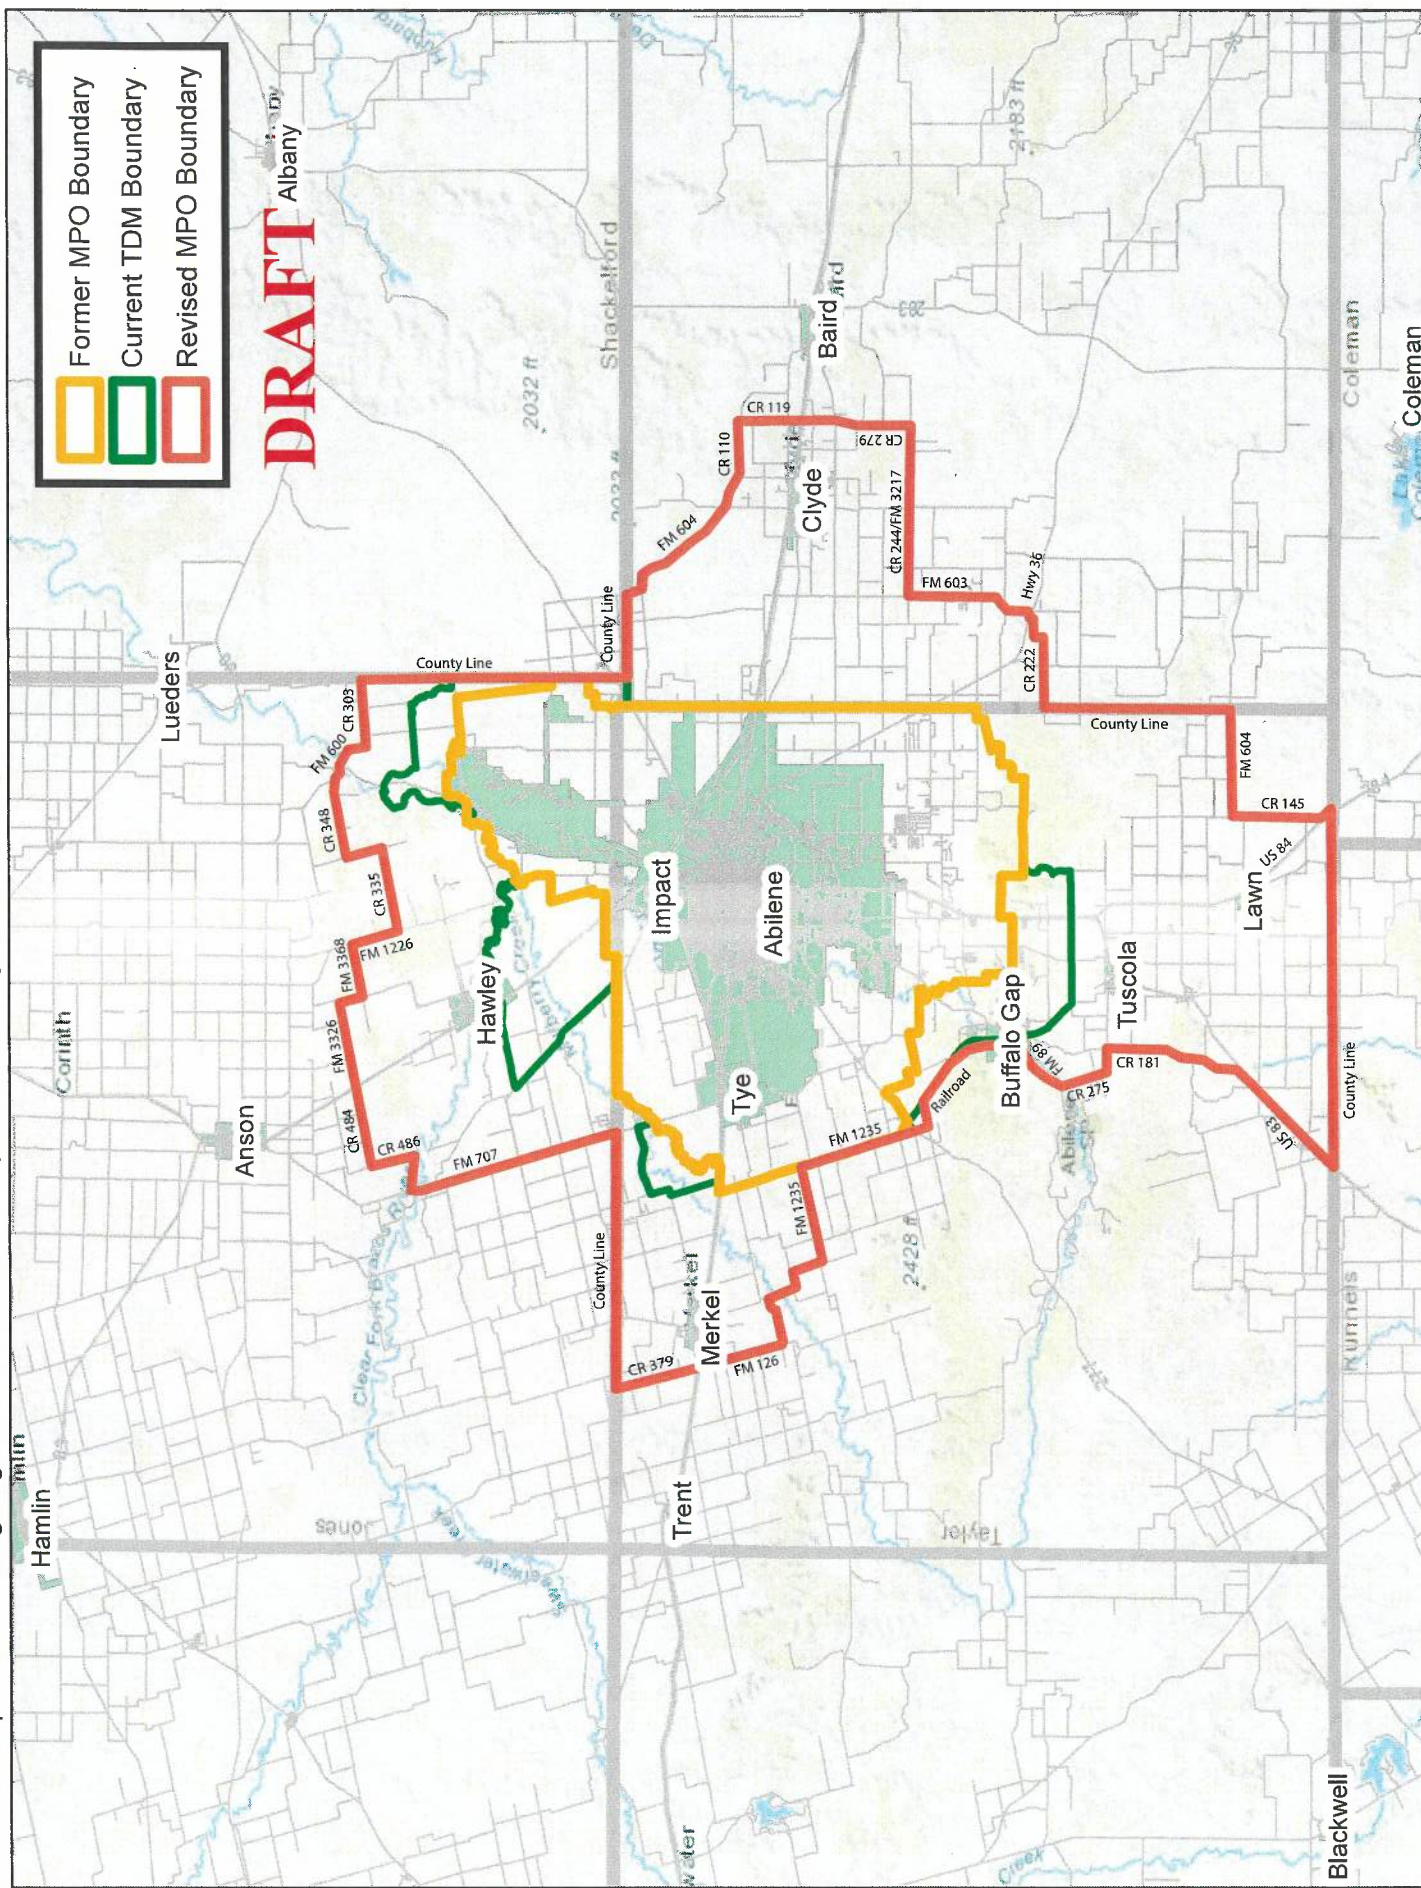 Former MPO Boundary
Current TDM Boundary
Revised MPO Boundary
DRAFT
Albany
Lueders
Corinth
Anson
Hamlin
Hawley
Impact
Abilene
Tye
Merkel
Trent
Clyde
Baird
Buffalo Gap
Tuscola
Lawn
Coleman
Blackwell
Shackelford
Coleman
Runnels
Taylor
Jones
2032 ft
2183 ft
2428 ft
283
277
County Line
CR 303
FM 600
CR 348
CR 335
FM 1226
FM 3368
FM 3326
CR 484
CR 486
FM 707
County Line
CR 379
FM 126
FM 1235
FM 1235
Railroad
FM 89
CR 275
CR 181
US 83
County Line
CR 145
US 84
FM 604
County Line
CR 222
Hwy 36
FM 603
CR 244/FM 3217
CR 279
CR 119
CR 110
FM 604
County Line